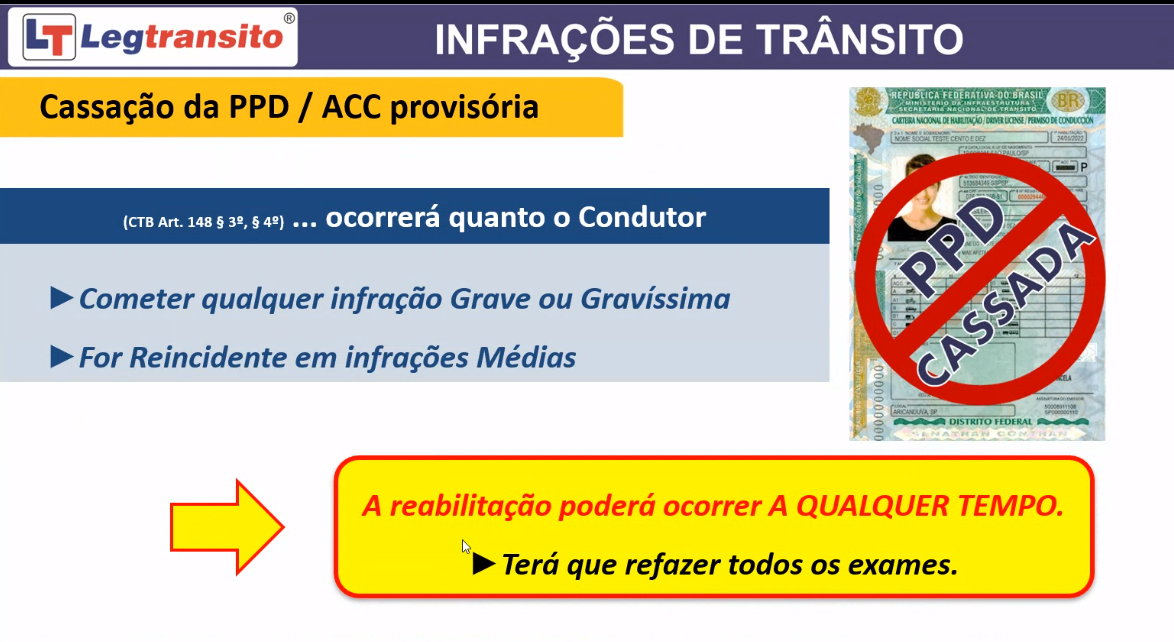 LT Legtransito®
INFRAÇÕES DE TRÂNSITO
Cassação da PPD / ACC provisória
(CTB Art. 148 § 3º, § 4º) ... ocorrerá quanto o Condutor
►Cometer qualquer infração Grave ou Gravíssima
►For Reincidente em infrações Médias
REPÚBLICA FEDERATIVA DO BRASIL
MINISTÉRIO DA INFRAESTRUTURA
SECRETARIA NACIONAL DE TRÂNSITO
BR
CARTEIRA NACIONAL DE HABILITAÇÃO / DRIVER LICENSE / PERMISO DE CONDUCCIÓN
NOME SOCIAL TESTE CENTO E DEZ
24/05/2022
P
PPD
CASSADA
ARICANDUVA, SP
DISTRITO FEDERAL
SENATRAN CONTRAN
A reabilitação poderá ocorrer A QUALQUER TEMPO.
►Terá que refazer todos os exames.